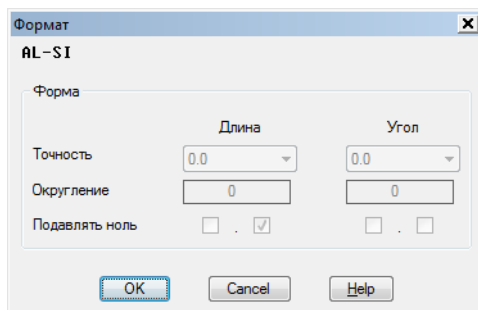 Формат
AL-SI
Форма
Длина Угол
Точность 0.0 0.0
Округление 0 0
Подавлять ноль . .
OK Cancel Help